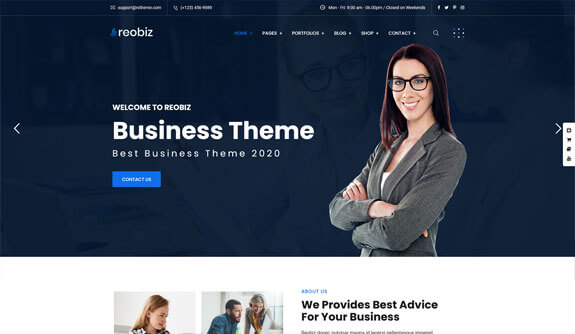 support@rstheme.com
(+123) 456-9989
Mon - Fri: 9:00 am - 06.00pm / Closed on Weekends
reobiz
HOME +
PAGES +
PORTFOLIOS +
BLOG +
SHOP +
CONTACT +
WELCOME TO REOBIZ
Business Theme
Best Business Theme 2020
CONTACT US
ABOUT US
We Provides Best Advice
For Your Business